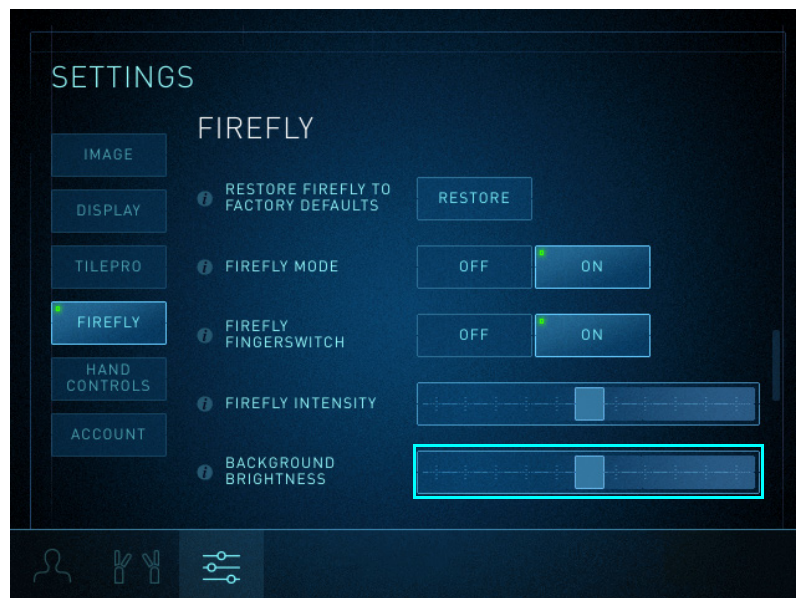 SETTINGS
FIREFLY
IMAGE
DISPLAY
TILEPRO
FIREFLY
HAND
CONTROLS
ACCOUNT
RESTORE FIREFLY TO
FACTORY DEFAULTS
RESTORE
FIREFLY MODE
OFF
ON
FIREFLY
FINGERSWITCH
OFF
ON
FIREFLY INTENSITY
BACKGROUND
BRIGHTNESS